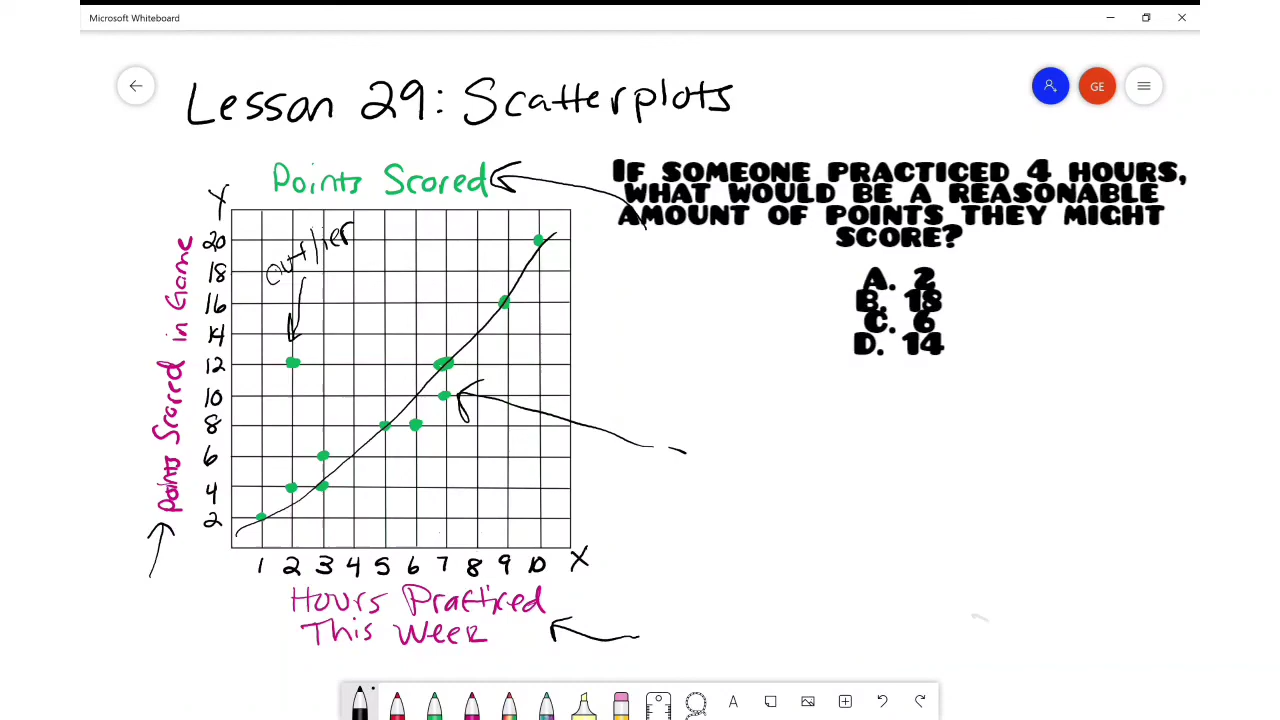 Microsoft Whiteboard
GE
Lesson 29: Scatterplots
Points Scored
IF SOMEONE PRACTICED 4 HOURS,
WHAT WOULD BE A REASONABLE
AMOUNT OF POINTS THEY MIGHT
SCORE?
A. 2
B. 18
C. 6
D. 14
Y
outlier
Points Scored in Game
20
18
16
14
12
10
8
6
4
2
1 2 3 4 5 6 7 8 9 10 X
Hours Practiced
This Week
A